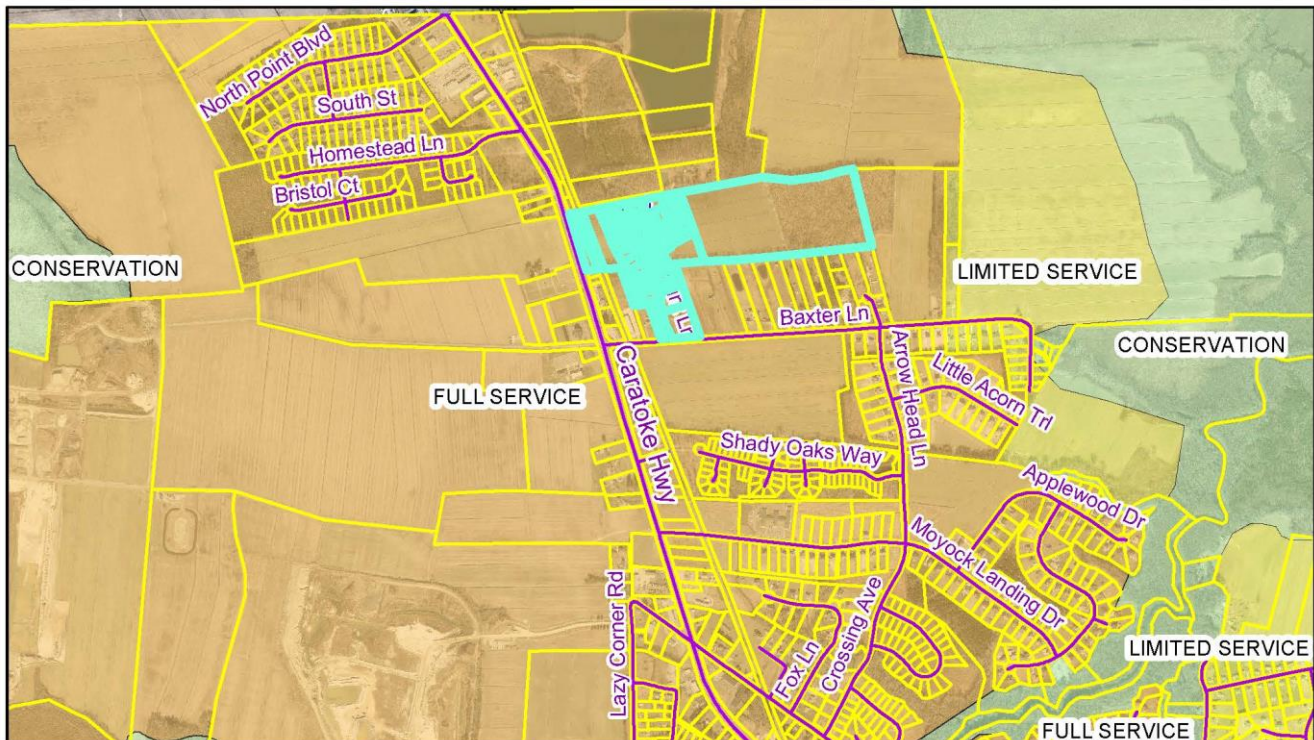 North Point Blvd
South St
Homestead Ln
Bristol Ct
CONSERVATION
LIMITED SERVICE
Baxter Ln
CONSERVATION
Arrow Head Ln
Little Acorn Trl
Caratoke Hwy
FULL SERVICE
Shady Oaks Way
Applewood Dr
Moyock Landing Dr
Lazy Corner Rd
Fox Ln
Crossing Ave
LIMITED SERVICE
FULL SERVICE